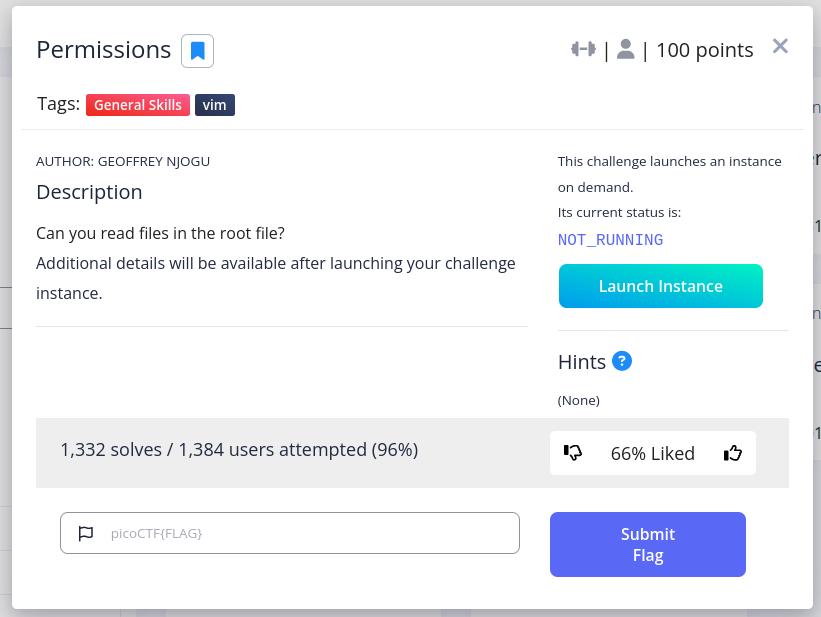 Permissions
| | 100 points
Tags: General Skills vim
AUTHOR: GEOFFREY NJOGU
Description
Can you read files in the root file?
Additional details will be available after launching your challenge
instance.
This challenge launches an instance
on demand.
Its current status is:
NOT_RUNNING
Launch Instance
Hints ?
(None)
1,332 solves / 1,384 users attempted (96%)
66% Liked
picoCTF{FLAG}
Submit
Flag